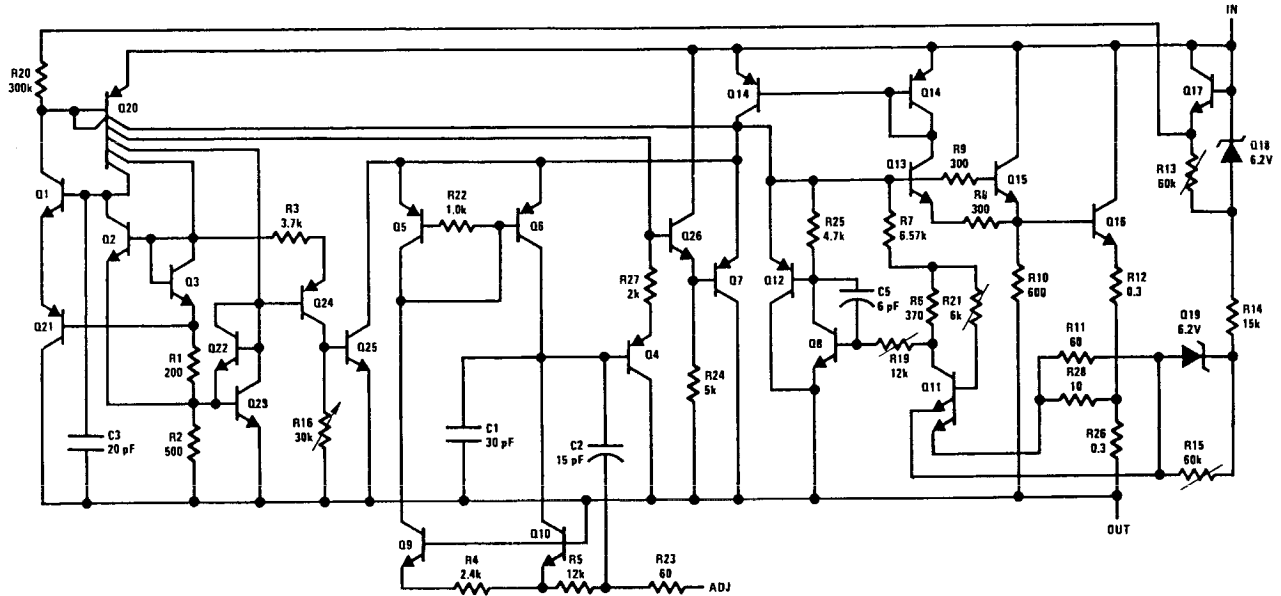 IN
R20
300k
Q20
Q14
Q14
Q17
Q18
6.2V
R13
60k
R9
300
Q13
Q15
R8
300
Q16
Q1
Q2
R3
3.7k
Q5
R22
1.0k
Q6
Q26
R25
4.7k
R7
6.57k
Q3
Q24
R27
2k
Q7
Q12
C5
6 pF
R6
370
R21
6k
R10
600
R12
0.3
R14
15k
Q21
Q22
Q25
Q4
Q8
R19
12k
Q11
R11
60
R28
10
Q19
6.2V
R1
200
Q23
R24
5k
R2
500
C3
20 pF
R16
30k
C1
30 pF
C2
15 pF
R26
0.3
R15
60k
OUT
Q9
Q10
R4
2.4k
R5
12k
R23
60
ADJ